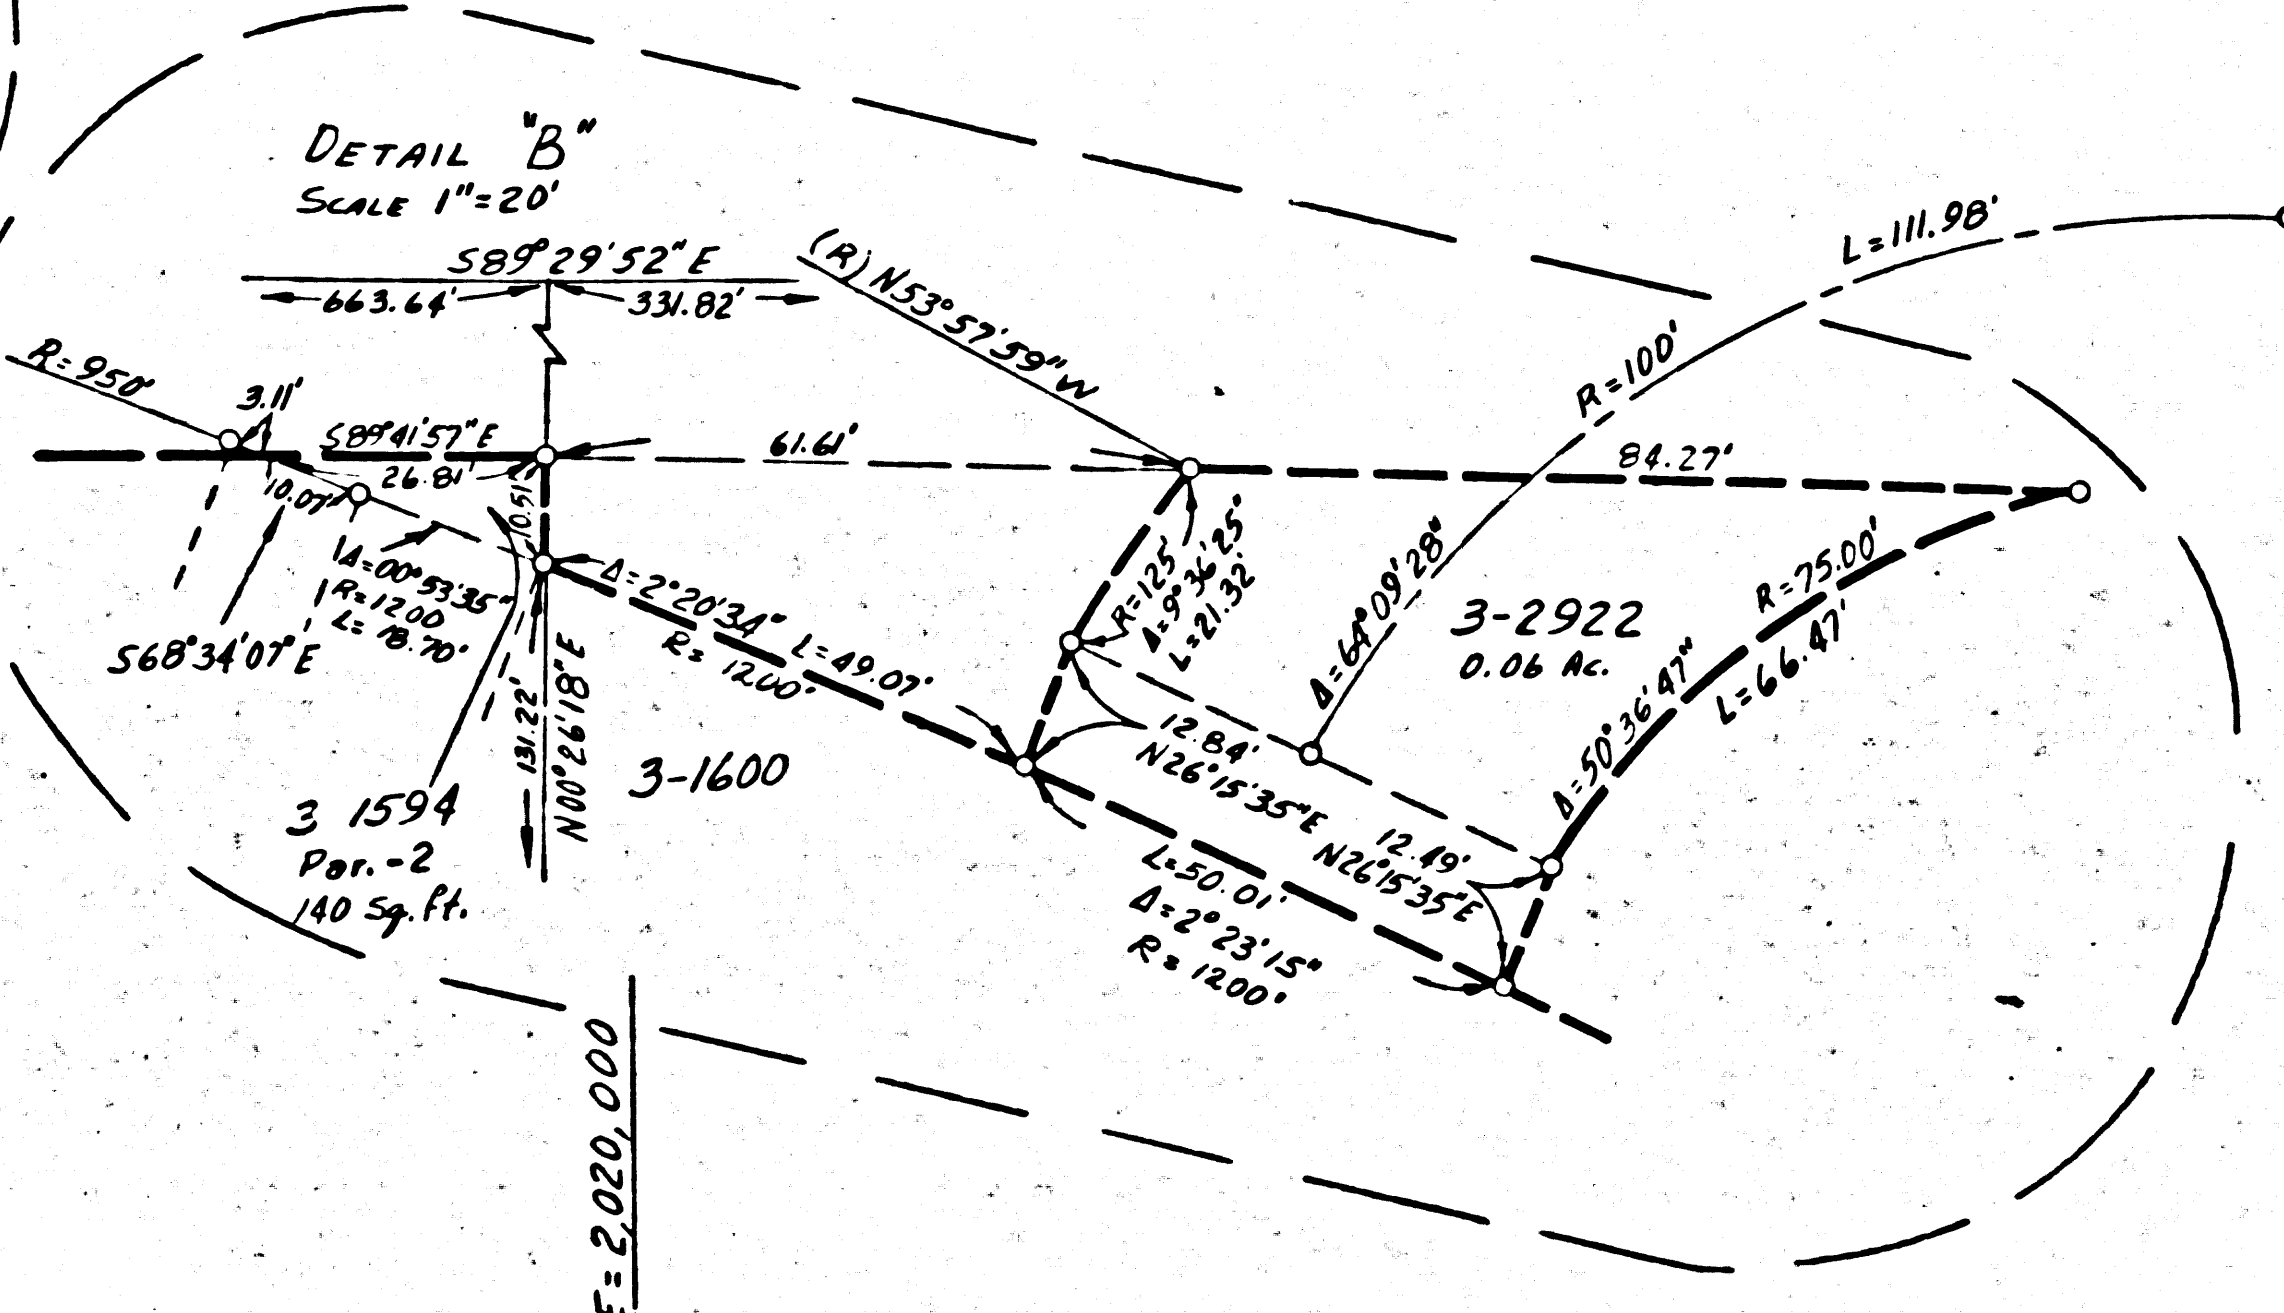 DETAIL "B"
SCALE 1"=20'
S89°29'52"E
663.64'
331.82'
(R) N53°57'59"W
L=111.98'
R=100'
R=950'
3.11'
S89°41'57"E
26.81'
61.61'
84.27'
10.07'
10.51'
Δ=00°53'35"
R=1200
L=18.70'
S68°34'07"E
Δ=2°20'34" L=49.07'
R=1200'
R=125'
Δ=9°36'25"
L=21.32'
Δ=64°09'28"
3-2922
0.06 AC.
R=75.00'
Δ=50°36'47"
L=66.47'
131.22'
N00°26'18"E
3-1600
12.84'
N26°15'35"E
12.49'
N26°15'35"E
3 1594
Par.-2
140 Sq.ft.
L=50.01'
Δ=2°23'15"
R=1200'
E=2,020,000